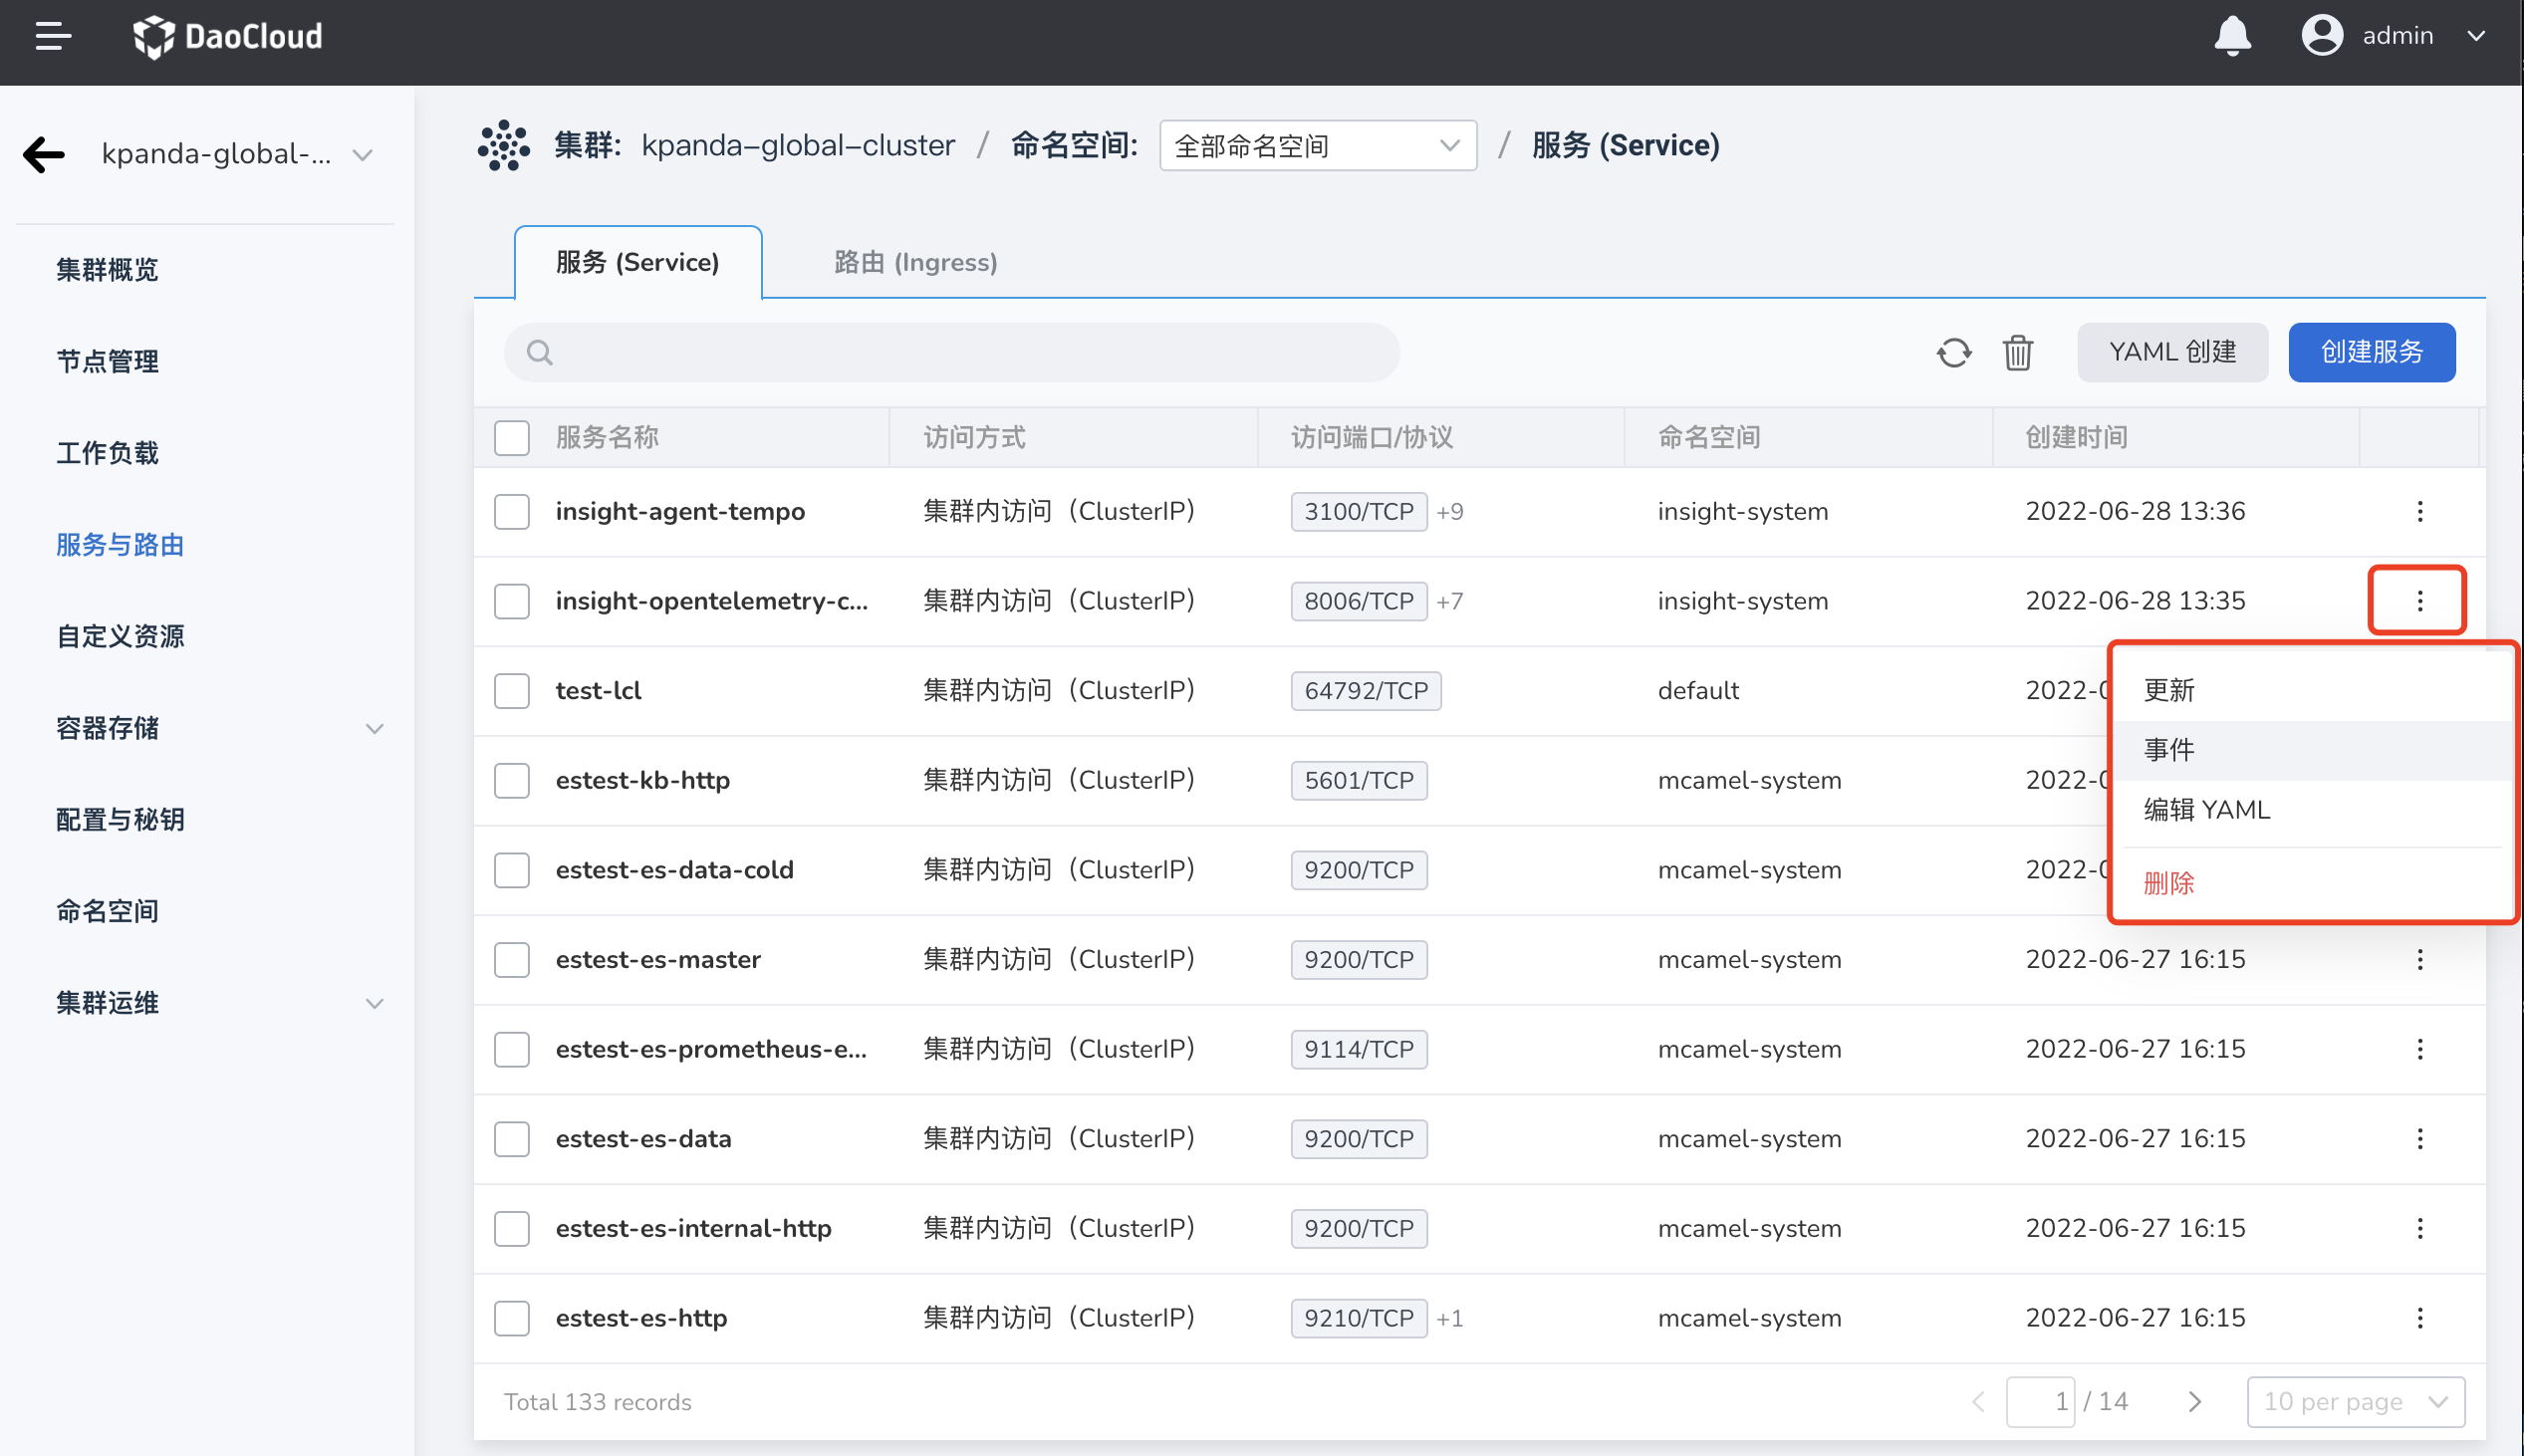 DaoCloud
admin
kpanda-global-...
集群概览
节点管理
工作负载
服务与路由
自定义资源
容器存储
配置与秘钥
命名空间
集群运维
集群: kpanda-global-cluster / 命名空间: 全部命名空间 / 服务 (Service)
服务 (Service) 路由 (Ingress)
YAML 创建 创建服务
服务名称 访问方式 访问端口/协议 命名空间 创建时间
insight-agent-tempo 集群内访问（ClusterIP） 3100/TCP +9 insight-system 2022-06-28 13:36
insight-opentelemetry-c... 集群内访问（ClusterIP） 8006/TCP +7 insight-system 2022-06-28 13:35
test-lcl 集群内访问（ClusterIP） 64792/TCP default 2022-0
estest-kb-http 集群内访问（ClusterIP） 5601/TCP mcamel-system 2022-0
estest-es-data-cold 集群内访问（ClusterIP） 9200/TCP mcamel-system 2022-0
更新
事件
编辑 YAML
删除
estest-es-master 集群内访问（ClusterIP） 9200/TCP mcamel-system 2022-06-27 16:15
estest-es-prometheus-e... 集群内访问（ClusterIP） 9114/TCP mcamel-system 2022-06-27 16:15
estest-es-data 集群内访问（ClusterIP） 9200/TCP mcamel-system 2022-06-27 16:15
estest-es-internal-http 集群内访问（ClusterIP） 9200/TCP mcamel-system 2022-06-27 16:15
estest-es-http 集群内访问（ClusterIP） 9210/TCP +1 mcamel-system 2022-06-27 16:15
Total 133 records 1 / 14 10 per page